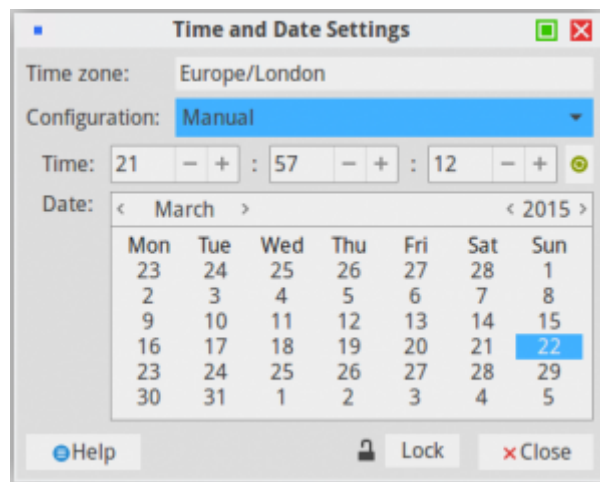 Time and Date Settings
Time zone: Europe/London
Configuration: Manual
Time: 21 − + : 57 − + : 12 − +
Date: < March > < 2015 >
Mon Tue Wed Thu Fri Sat Sun
23 24 25 26 27 28 1
2 3 4 5 6 7 8
9 10 11 12 13 14 15
16 17 18 19 20 21 22
23 24 25 26 27 28 29
30 31 1 2 3 4 5
Help Lock Close